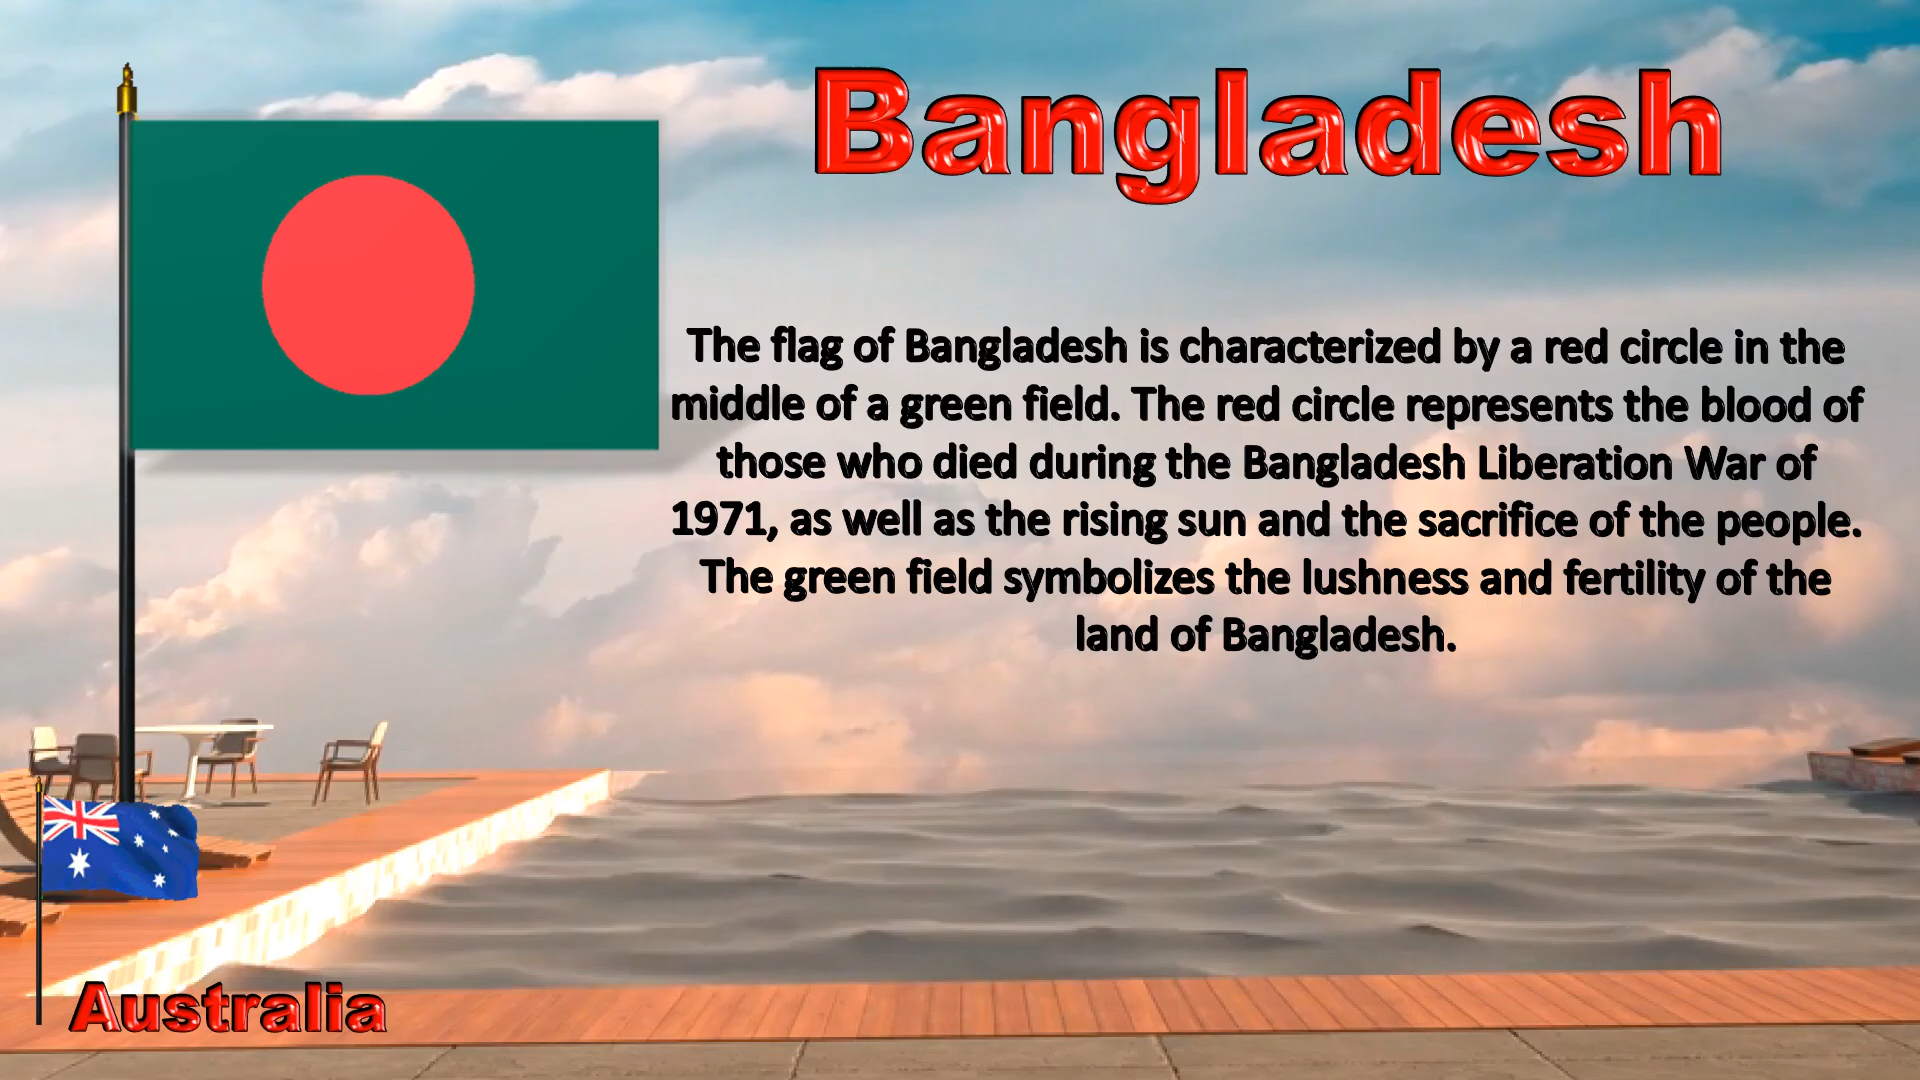 Bangladesh
The flag of Bangladesh is characterized by a red circle in the
middle of a green field. The red circle represents the blood of
those who died during the Bangladesh Liberation War of
1971, as well as the rising sun and the sacrifice of the people.
The green field symbolizes the lushness and fertility of the
land of Bangladesh.
Australia